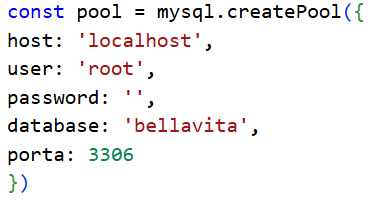 const pool = mysql.createPool({
host: 'localhost',
user: 'root',
password: '',
database: 'bellavita',
porta: 3306
})